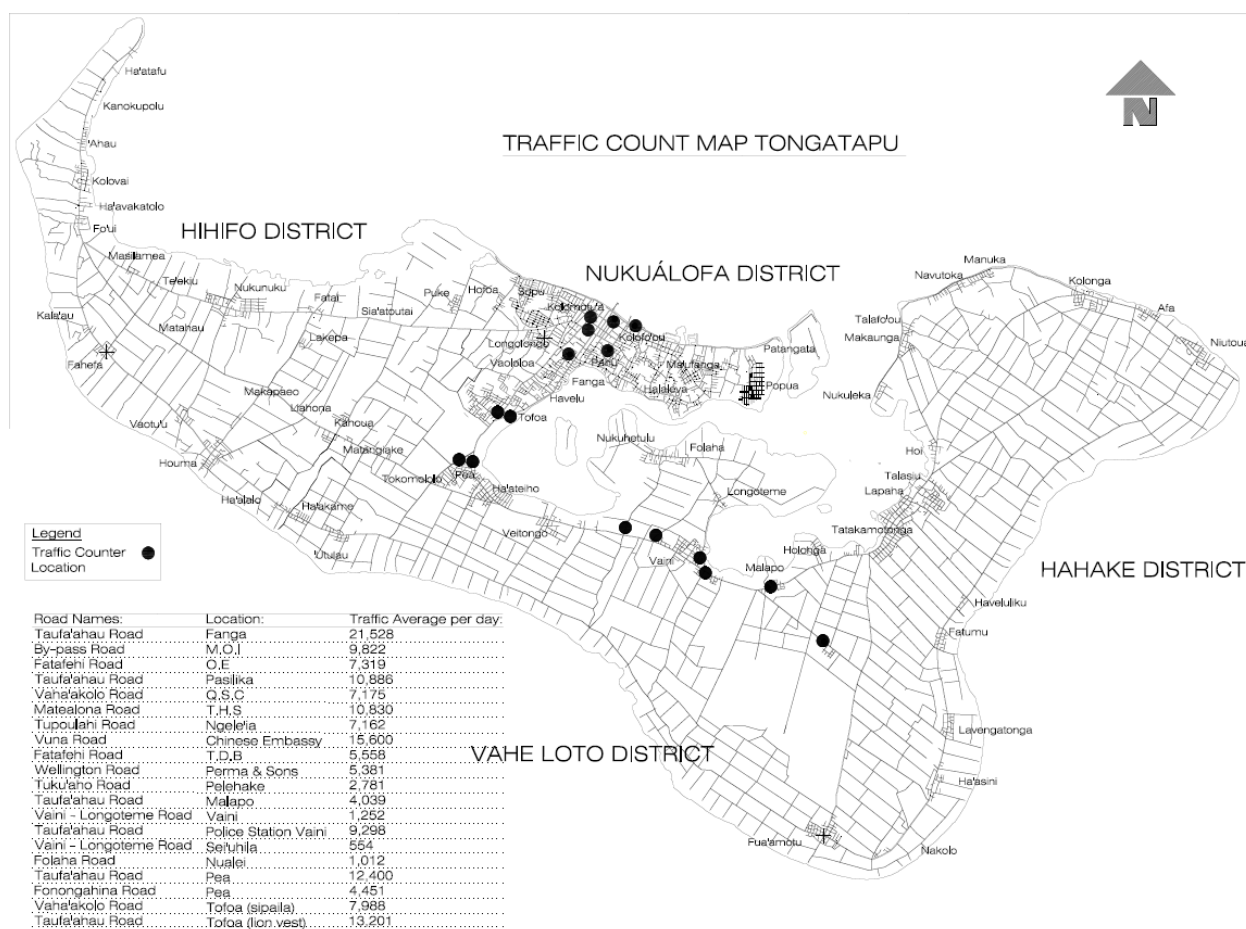 TRAFFIC COUNT MAP TONGATAPU
N
HIHIFO DISTRICT
NUKUÁLOFA DISTRICT
HAHAKE DISTRICT
VAHE LOTO DISTRICT
Ha'atafu
Kanokupolu
'Ahau
Kolovai
Ha'avakatolo
Fo'ui
Masilamea
Te'ekiu
Nukunuku
Fatai
Sia'atoutai
Puke
Hofoa
Sopu
Kolomotu'a
Kolofo'ou
Longolongo
Vaololoa
Pahu
Fanga
Havelu
Halaleva
Ma'ufanga
Patangata
Popua
Tofoa
Kala'au
Fahefa
Matahau
Lakepa
Makapaeo
Liahona
Kahoua
Matangiake
Vaotu'u
Houma
Ha'alalo
Ha'akame
'Utulau
Tokomololo
Pea
Ha'ateiho
Veitongo
Nukuhetulu
Folaha
Longoteme
Vaini
Malapo
Holonga
Manuka
Navutoka
Kolonga
Afa
Niutoua
Talafo'ou
Makaunga
Nukuleka
Hoi
Talasiu
Lapaha
Tatakamotonga
Haveluliku
Fatumu
Lavengatonga
Ha'asini
Nakolo
Fua'amotu
Legend
Traffic Counter
Location
Road Names: Location: Traffic Average per day:
Taufa'ahau Road Fanga 21,528
By-pass Road M.O.I 9,822
Fatafehi Road O.E 7,319
Taufa'ahau Road Pasilika 10,886
Vaha'akolo Road Q.S.C 7,175
Matealona Road T.H.S 10,830
Tupoulahi Road Ngele'ia 7,162
Vuna Road Chinese Embassy 15,600
Fatafehi Road T.D.B 5,558
Wellington Road Perma & Sons 5,381
Tuku'aho Road Pelehake 2,781
Taufa'ahau Road Malapo 4,039
Vaini - Longoteme Road Vaini 1,252
Taufa'ahau Road Police Station Vaini 9,298
Vaini - Longoteme Road Sei'uhila 554
Folaha Road Nualei 1,012
Taufa'ahau Road Pea 12,400
Fonongahina Road Pea 4,451
Vaha'akolo Road Tofoa (sipaila) 7,988
Taufa'ahau Road Tofoa (lion vest) 13,201